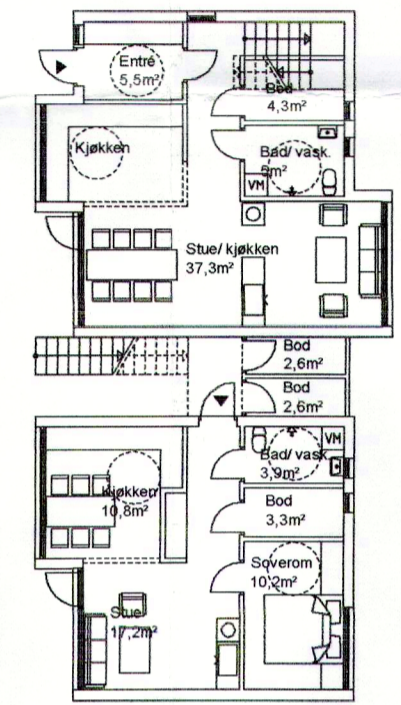 Entré
5,5m²
Bod
4,3m²
Kjøkken
Bad/ vask.
5m²
VM
Stue/ kjøkken
37,3m²
Bod
2,6m²
Bod
2,6m²
VM
Bad/ vask
3,9m²
Kjøkken
10,8m²
Bod
3,3m²
Soverom
10,2m²
Stue
17,2m²